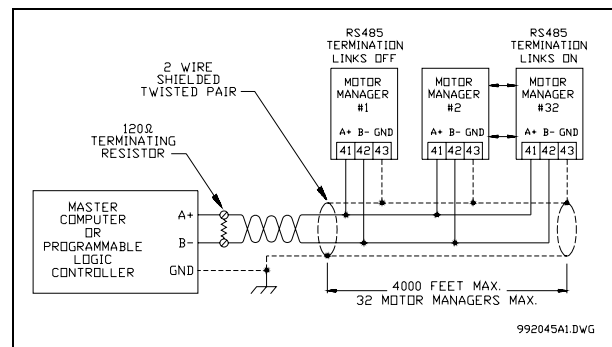 RS485
TERMINATION
LINKS OFF
RS485
TERMINATION
LINKS ON
2 WIRE
SHIELDED
TWISTED PAIR
MOTOR
MANAGER
#1
MOTOR
MANAGER
#2
MOTOR
MANAGER
#32
120Ω
TERMINATING
RESISTOR
A+ B- GND
41 42 43
A+ B- GND
41 42 43
A+ B- GND
41 42 43
MASTER
COMPUTER
OR
PROGRAMMABLE
LOGIC
CONTROLLER
A+
B-
GND
4000 FEET MAX.
32 MOTOR MANAGERS MAX.
992045A1.DWG